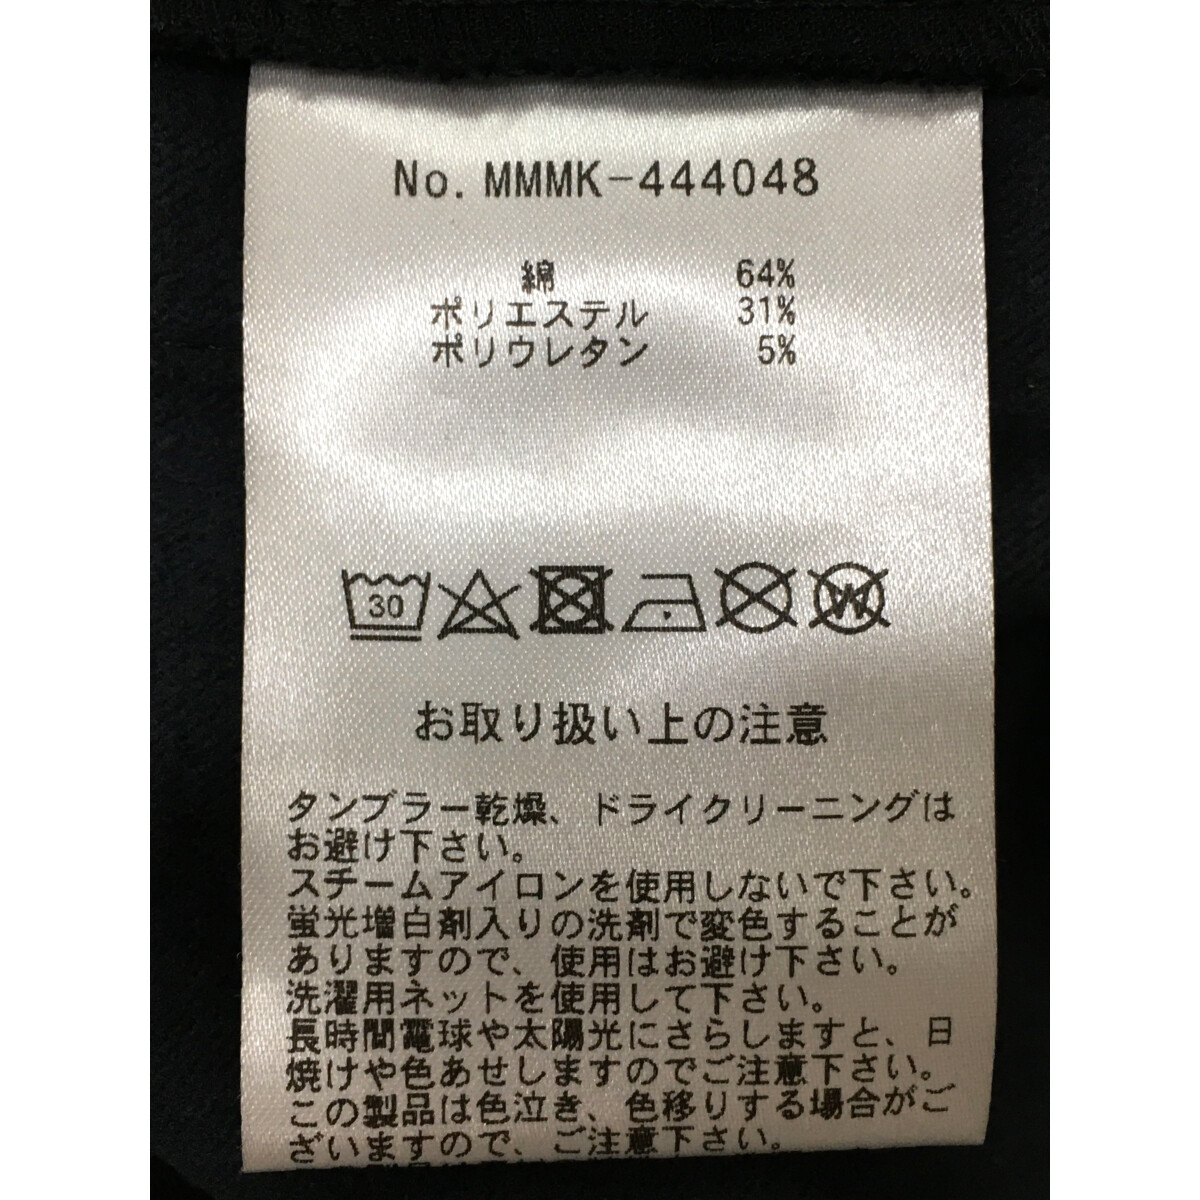 No. MMMK-444048
綿 64%
ポリエステル 31%
ポリウレタン 5%
30
W
お取り扱い上の注意
タンブラー乾燥、ドライクリーニングは
お避け下さい。
スチームアイロンを使用しないで下さい。
蛍光増白剤入りの洗剤で変色することが
ありますので、使用はお避け下さい。
洗濯用ネットを使用して下さい。
長時間電球や太陽光にさらしますと、日
焼けや色あせしますのでご注意下さい。
この製品は色泣き、色移りする場合がご
ざいますので、ご注意下さい。